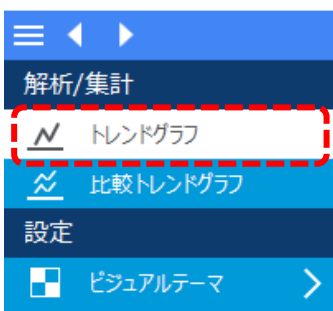 解析/集計
トレンドグラフ
比較トレンドグラフ
設定
ビジュアルテーマ